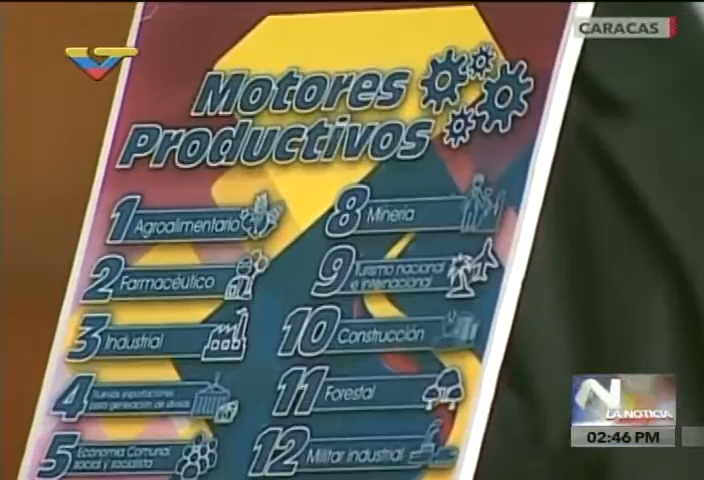 CARACAS
Motores
Productivos
1 Agroalimentario
2 Farmacéutico
3 Industrial
4 Nuevas exportaciones
para generación de divisas
5 Economía Comunal
social y socialista
8 Minería
9 Turismo nacional
e internacional
10 Construcción
11 Forestal
12 Militar industrial
N
LA NOTICIA
02:46 PM